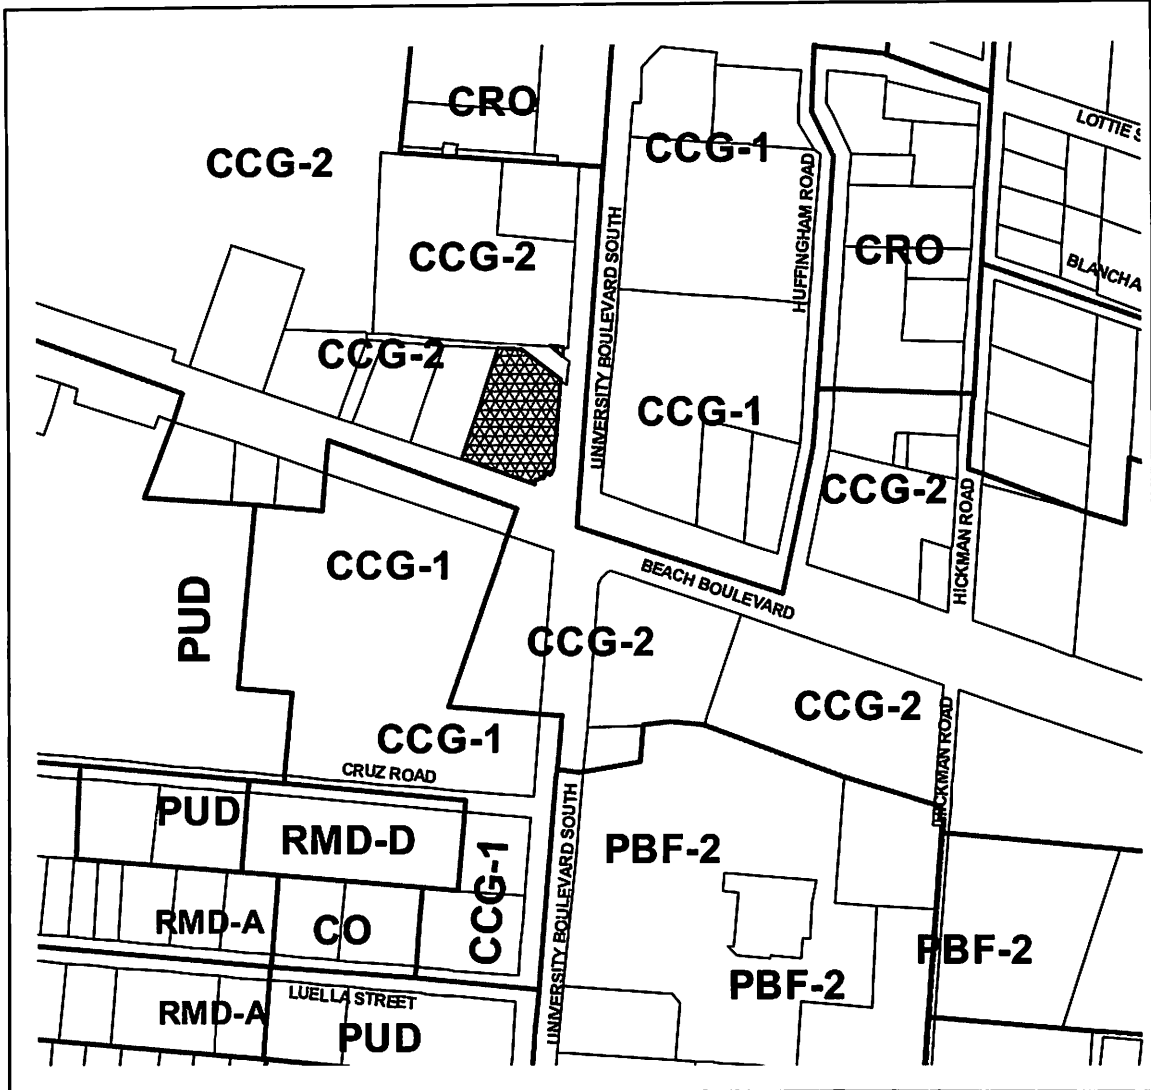 CRO
CCG-2
CCG-1
LOTTIE S
UNIVERSITY BOULEVARD SOUTH
HUFFINGHAM ROAD
CCG-2
CRO
BLANCHA
CCG-2
CCG-1
CCG-2
HICKMAN ROAD
CCG-1
BEACH BOULEVARD
PUD
CCG-2
CCG-2
CCG-1
HICKMAN ROAD
CRUZ ROAD
PUD
RMD-D
CCG-1
UNIVERSITY BOULEVARD SOUTH
PBF-2
RMD-A
CO
PBF-2
PBF-2
LUELLA STREET
RMD-A
PUD